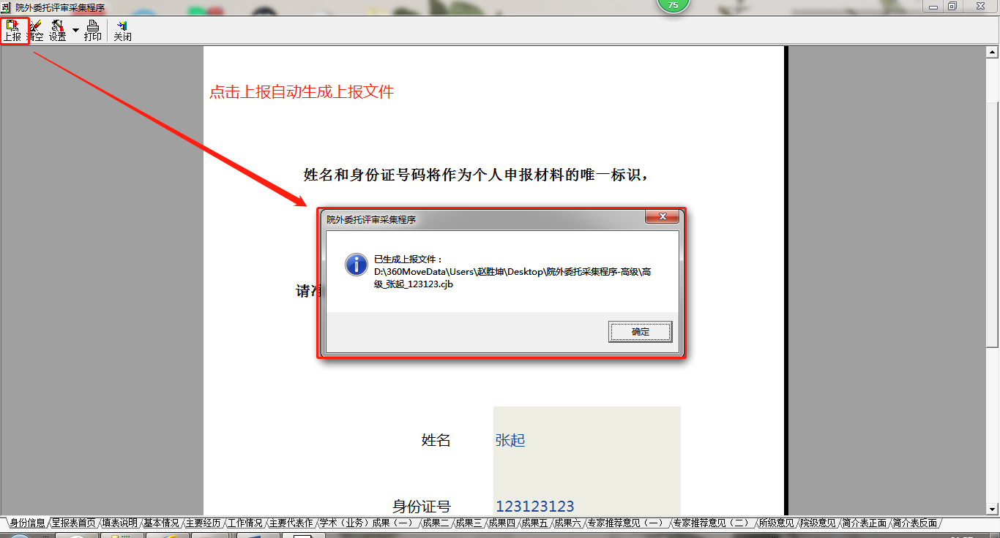 院外委托评审采集程序
75
上报 清空 设置 打印 关闭
点击上报自动生成上报文件
姓名和身份证号码将作为个人申报材料的唯一标识，
院外委托评审采集程序
已生成上报文件：
D:\360MoveData\Users\赵胜坤\Desktop\院外委托采集程序-高级\高
级_张起_123123.cjb
请准
确定
姓名 张起
身份证号 123123123
身份信息 呈报表首页 填表说明 基本情况 主要经历 工作情况 主要代表作 学术（业务）成果（一） 成果二 成果三 成果四 成果五 成果六 专家推荐意见（一） 专家推荐意见（二） 所级意见 院级意见 简介表正面 简介表反面